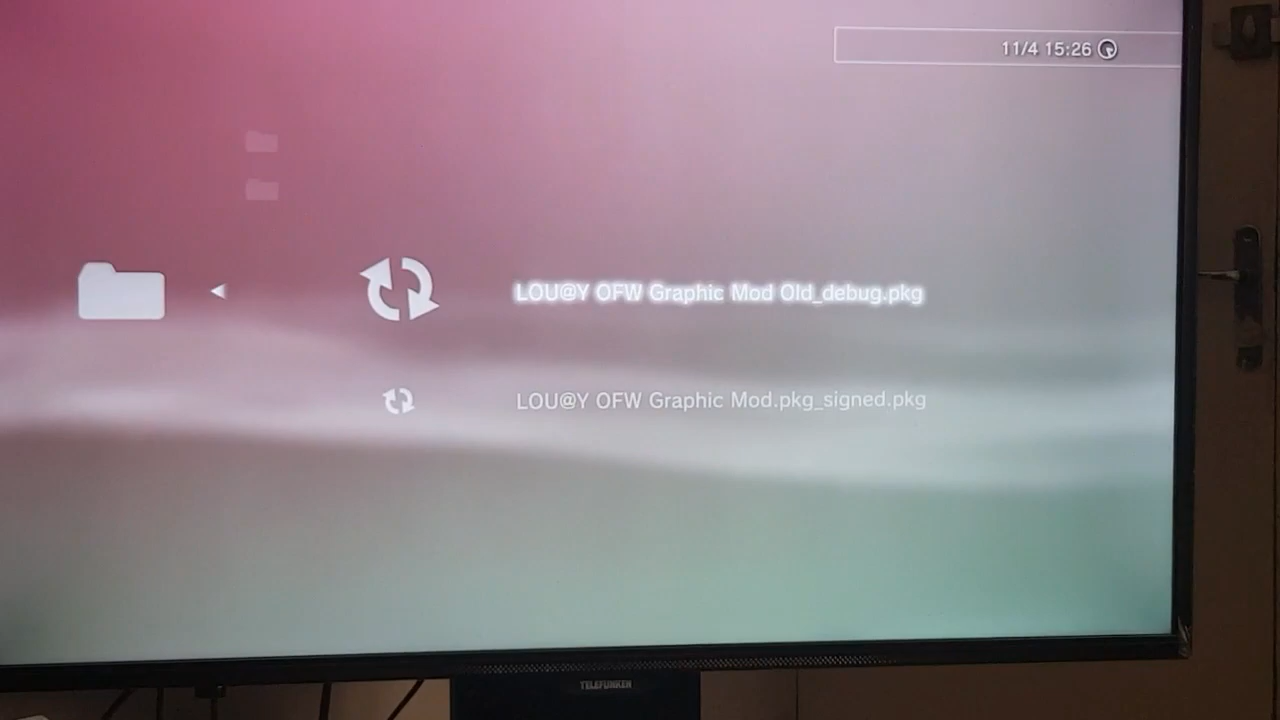 11/4 15:26
LOU@Y OFW Graphic Mod Old_debug.pkg
LOU@Y OFW Graphic Mod.pkg_signed.pkg
TELEFUNKEN